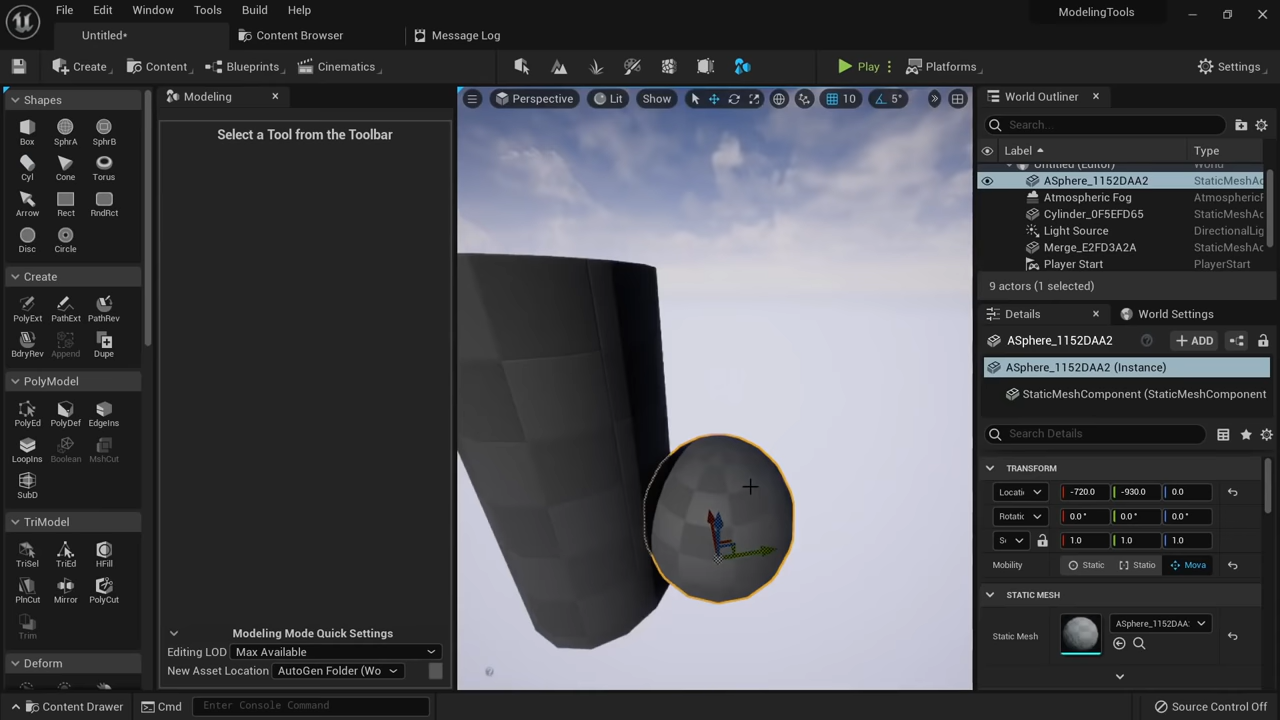 File Edit Window Tools Build Help
ModelingTools
Untitled* Content Browser Message Log
Create Content Blueprints Cinematics Play Platforms Settings
Shapes
Box SphrA SphrB
Cyl Cone Torus
Arrow Rect RndRct
Disc Circle
Create
PolyExt PathExt PathRev
BdryRev Append Dupe
PolyModel
PolyEd PolyDef EdgeIns
LoopIns Boolean MshCut
SubD
TriModel
TriSel TriEd HFill
PlnCut Mirror PolyCut
Trim
Deform
Modeling
Select a Tool from the Toolbar
Modeling Mode Quick Settings
Editing LOD Max Available
New Asset Location AutoGen Folder (Wo
Perspective Lit Show 10 5°
World Outliner
Search...
Label Type
Untitled (Editor) World
ASphere_1152DAA2 StaticMeshAc
Atmospheric Fog AtmosphericF
Cylinder_0F5EFD65 StaticMeshAc
Light Source DirectionalLig
Merge_E2FD3A2A StaticMeshAc
Player Start PlayerStart
9 actors (1 selected)
Details World Settings
ASphere_1152DAA2 ADD
ASphere_1152DAA2 (Instance)
StaticMeshComponent (StaticMeshComponent
Search Details
TRANSFORM
Locati -720.0 -930.0 0.0
Rotatic 0.0° 0.0° 0.0°
S 1.0 1.0 1.0
Mobility Static Statio Mova
STATIC MESH
Static Mesh ASphere_1152DAA:
Content Drawer Cmd Enter Console Command Source Control Off